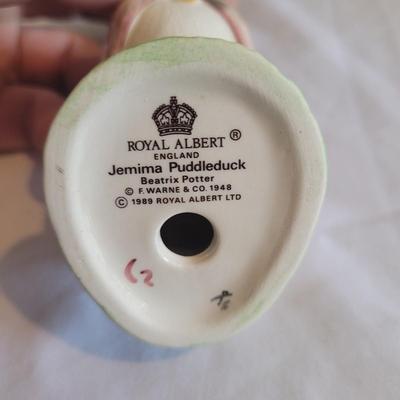 ROYAL ALBERT ®
ENGLAND
Jemima Puddleduck
Beatrix Potter
© F. WARNE & CO. 1948
© 1989 ROYAL ALBERT LTD